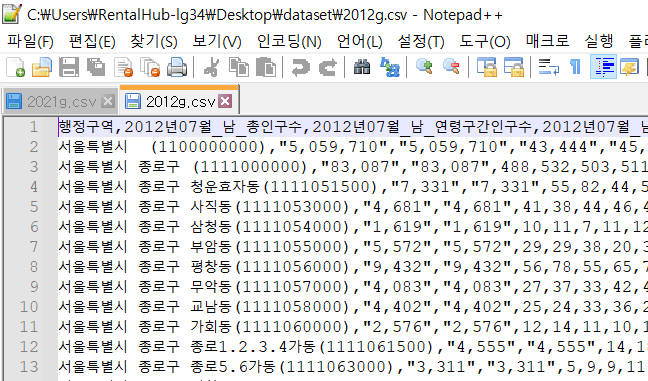 C:₩Users₩RentalHub-lg34₩Desktop₩dataset₩2012g.csv - Notepad++
파일(F) 편집(E) 찾기(S) 보기(V) 인코딩(N) 언어(L) 설정(T) 도구(O) 매크로 실행
2021g,csv 2012g,csv
1 행정구역,2012년07월_남_총인구수,2012년07월_남_연령구간인구수,2012년07월_남
2 서울특별시 (1100000000),"5,059,710","5,059,710","43,444","45,
3 서울특별시 종로구 (1111000000),"83,087","83,087",488,532,503,511
4 서울특별시 종로구 청운효자동(1111051500),"7,331","7,331",55,82,44,5
5 서울특별시 종로구 사직동(1111053000),"4,681","4,681",41,38,44,46,4
6 서울특별시 종로구 삼청동(1111054000),"1,619","1,619",10,11,7,11,12
7 서울특별시 종로구 부암동(1111055000),"5,572","5,572",29,29,38,20,3
8 서울특별시 종로구 평창동(1111056000),"9,432","9,432",56,78,55,65,7
9 서울특별시 종로구 무악동(1111057000),"4,083","4,083",27,37,33,42,4
10 서울특별시 종로구 교남동(1111058000),"4,402","4,402",25,24,33,36,2
11 서울특별시 종로구 가회동(1111060000),"2,576","2,576",12,14,11,10,1
12 서울특별시 종로구 종로1.2.3.4가동(1111061500),"4,555","4,555",14,1
13 서울특별시 종로구 종로5.6가동(1111063000),"3,311","3,311",5,9,9,11